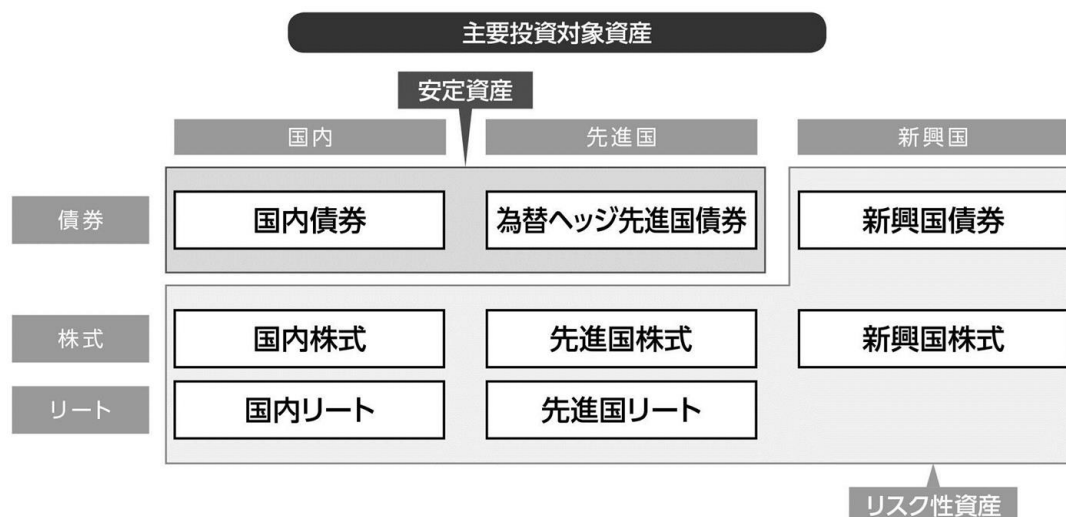 主要投資対象資産
安定資産
国内 先進国 新興国
債券 国内債券 為替ヘッジ先進国債券 新興国債券
株式 国内株式 先進国株式 新興国株式
リート 国内リート 先進国リート
リスク性資産